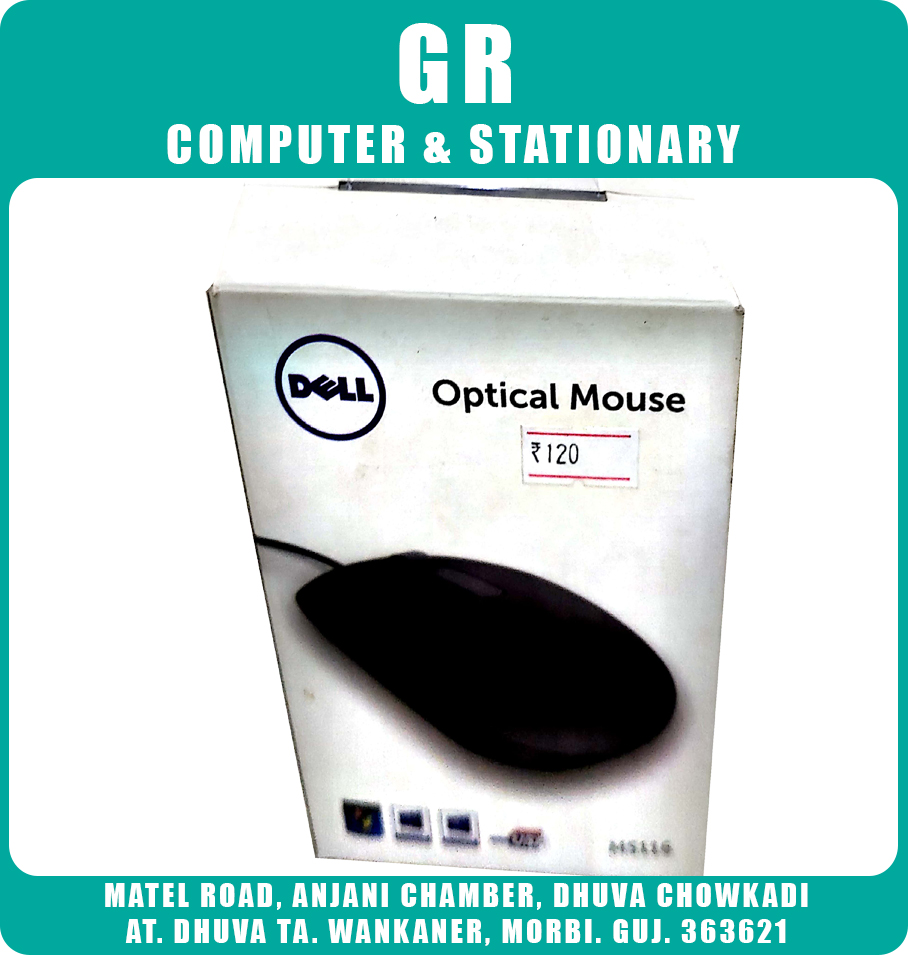 GR
COMPUTER & STATIONARY
DELL
Optical Mouse
₹120
MS116
MATEL ROAD, ANJANI CHAMBER, DHUVA CHOWKADI
AT. DHUVA TA. WANKANER, MORBI. GUJ. 363621